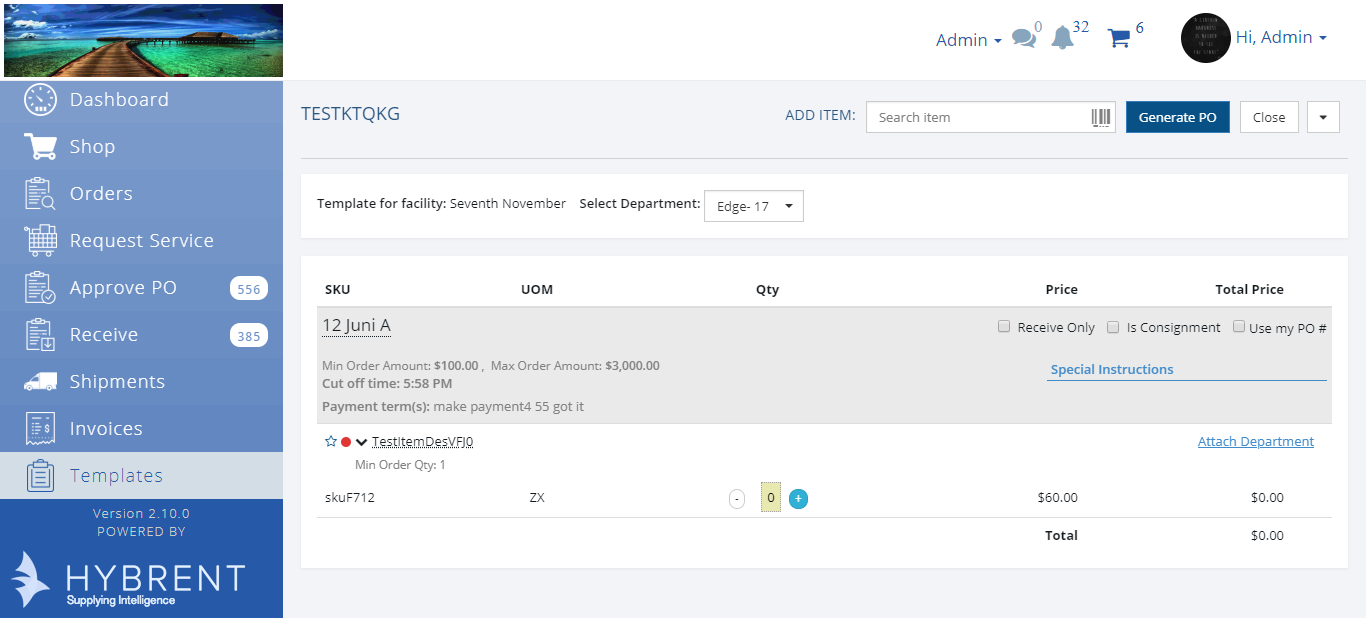 Admin
0
32
6
Hi, Admin
Dashboard
Shop
Orders
Request Service
Approve PO 556
Receive 385
Shipments
Invoices
Templates
Version 2.10.0
POWERED BY
HYBRENT
Supplying Intelligence
TESTKTQKG
ADD ITEM:
Search item
Generate PO
Close
Template for facility: Seventh November Select Department: Edge- 17
SKU UOM Qty Price Total Price
12 Juni A
Receive Only Is Consignment Use my PO #
Min Order Amount: $100.00 , Max Order Amount: $3,000.00
Cut off time: 5:58 PM
Special Instructions
Payment term(s): make payment4 55 got it
TestItemDesVFJ0 Attach Department
Min Order Qty: 1
skuF712 ZX - 0 + $60.00 $0.00
Total $0.00